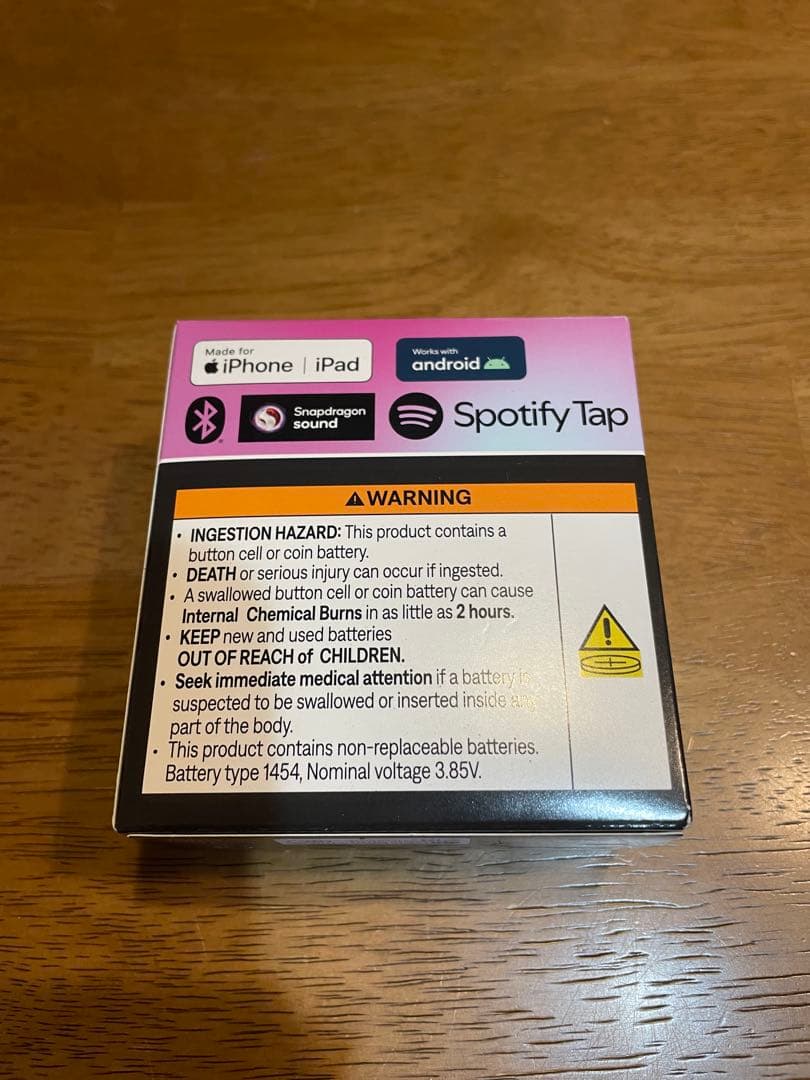 Made for
iPhone | iPad
Works with
android
Snapdragon
sound
Spotify Tap
WARNING
• INGESTION HAZARD: This product contains a
button cell or coin battery.
• DEATH or serious injury can occur if ingested.
• A swallowed button cell or coin battery can cause
Internal Chemical Burns in as little as 2 hours.
• KEEP new and used batteries
OUT OF REACH of CHILDREN.
• Seek immediate medical attention if a battery is
suspected to be swallowed or inserted inside any
part of the body.
• This product contains non-replaceable batteries.
Battery type 1454, Nominal voltage 3.85V.